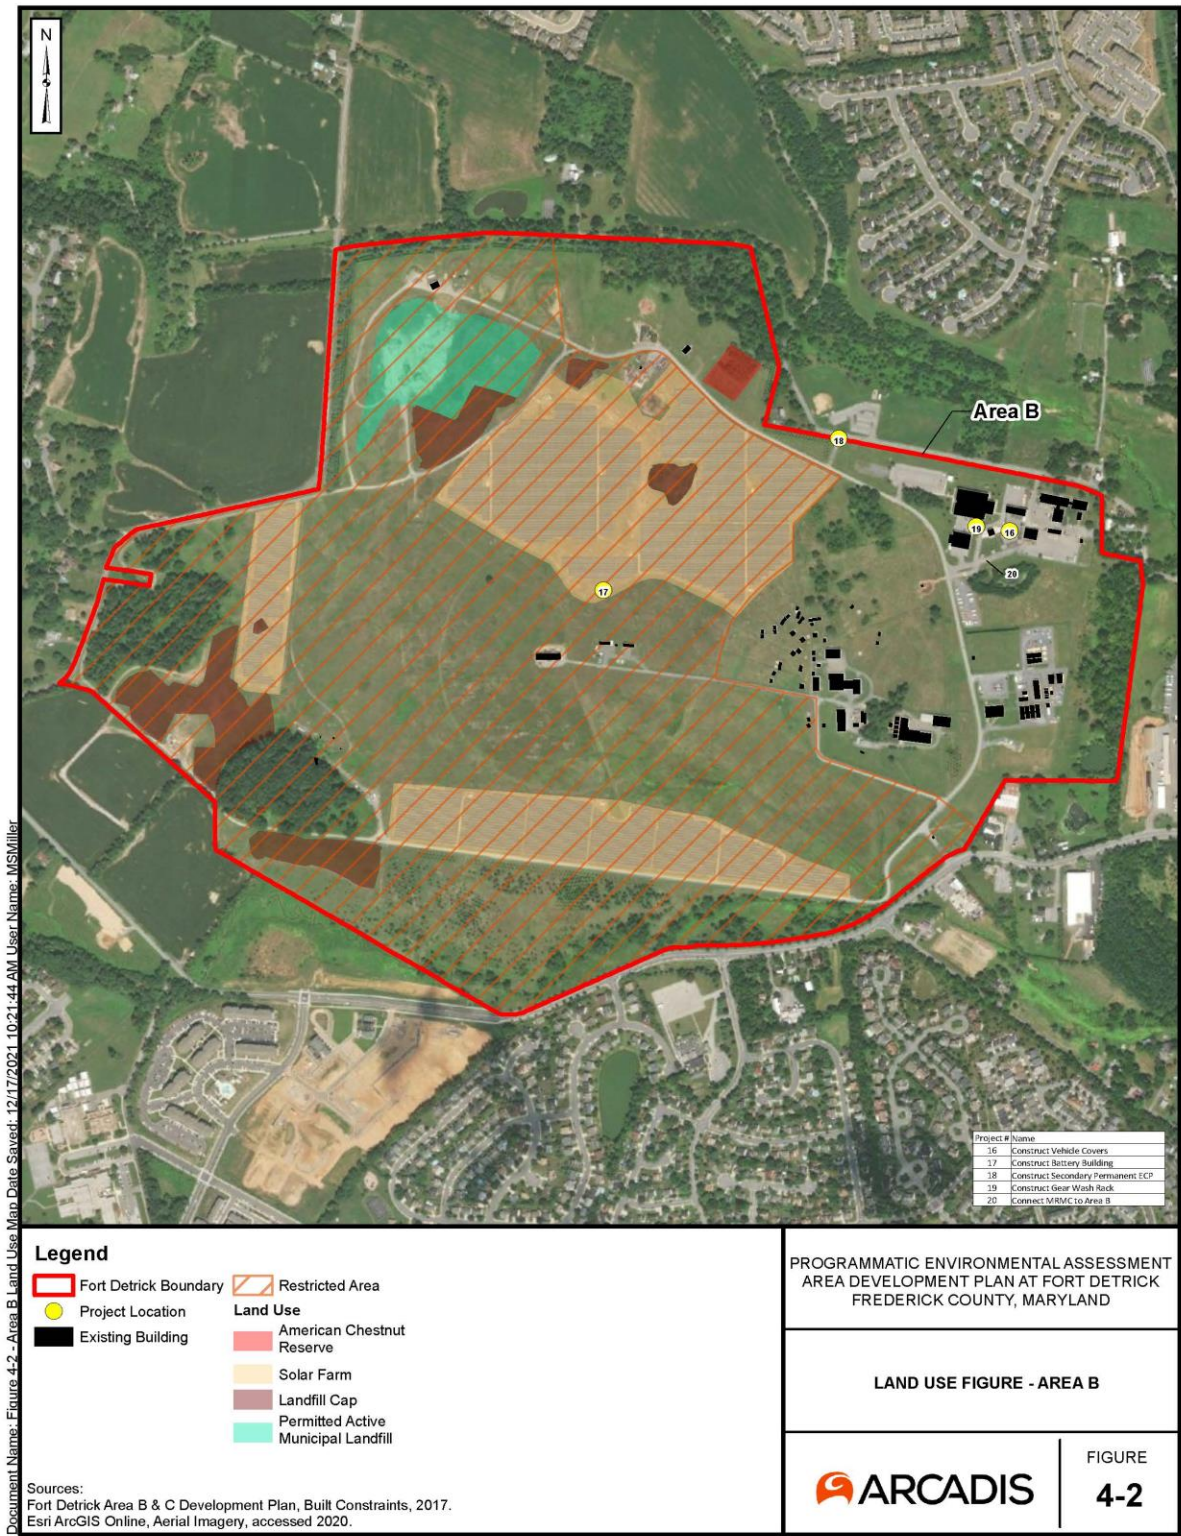 N
Area B
18
19
16
20
17
Project # Name
16 Construct Vehicle Covers
17 Construct Battery Building
18 Construct Secondary Permanent ECP
19 Construct Gear Wash Rack
20 Connect MRMC to Area B
Document Name: Figure 4-2 - Area B Land Use Map Date Saved: 12/17/2021 10:21:44 AM User Name: MSMiller
Legend
Fort Detrick Boundary
Project Location
Existing Building
Restricted Area
Land Use
American Chestnut
Reserve
Solar Farm
Landfill Cap
Permitted Active
Municipal Landfill
Sources:
Fort Detrick Area B & C Development Plan, Built Constraints, 2017.
Esri ArcGIS Online, Aerial Imagery, accessed 2020.
PROGRAMMATIC ENVIRONMENTAL ASSESSMENT
AREA DEVELOPMENT PLAN AT FORT DETRICK
FREDERICK COUNTY, MARYLAND
LAND USE FIGURE - AREA B
ARCADIS
FIGURE
4-2